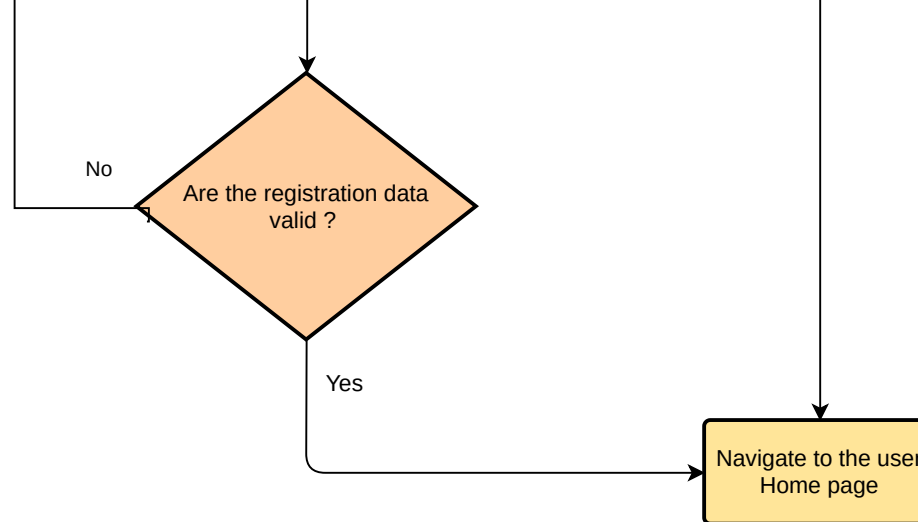 No
Are the registration data
valid ?
Yes
Navigate to the user
Home page